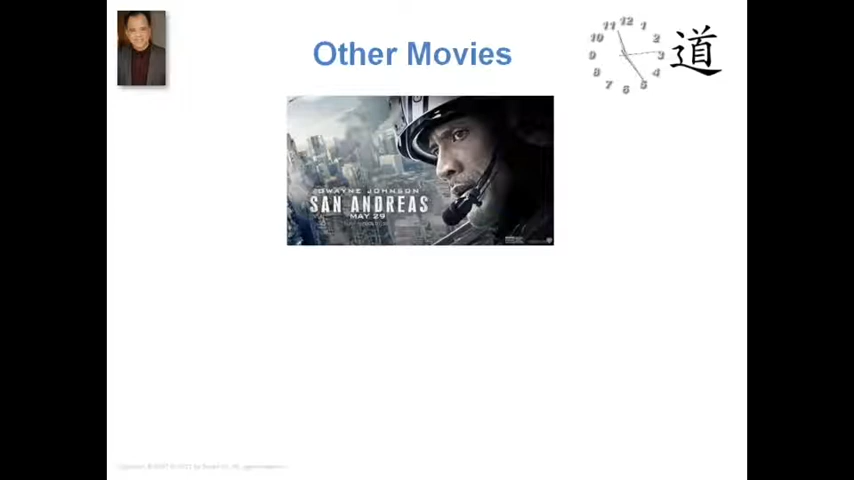 Other Movies
11 12 1
10 2
9 3
8 4
7 6 5
道
DWAYNE JOHNSON
SAN ANDREAS
MAY 29